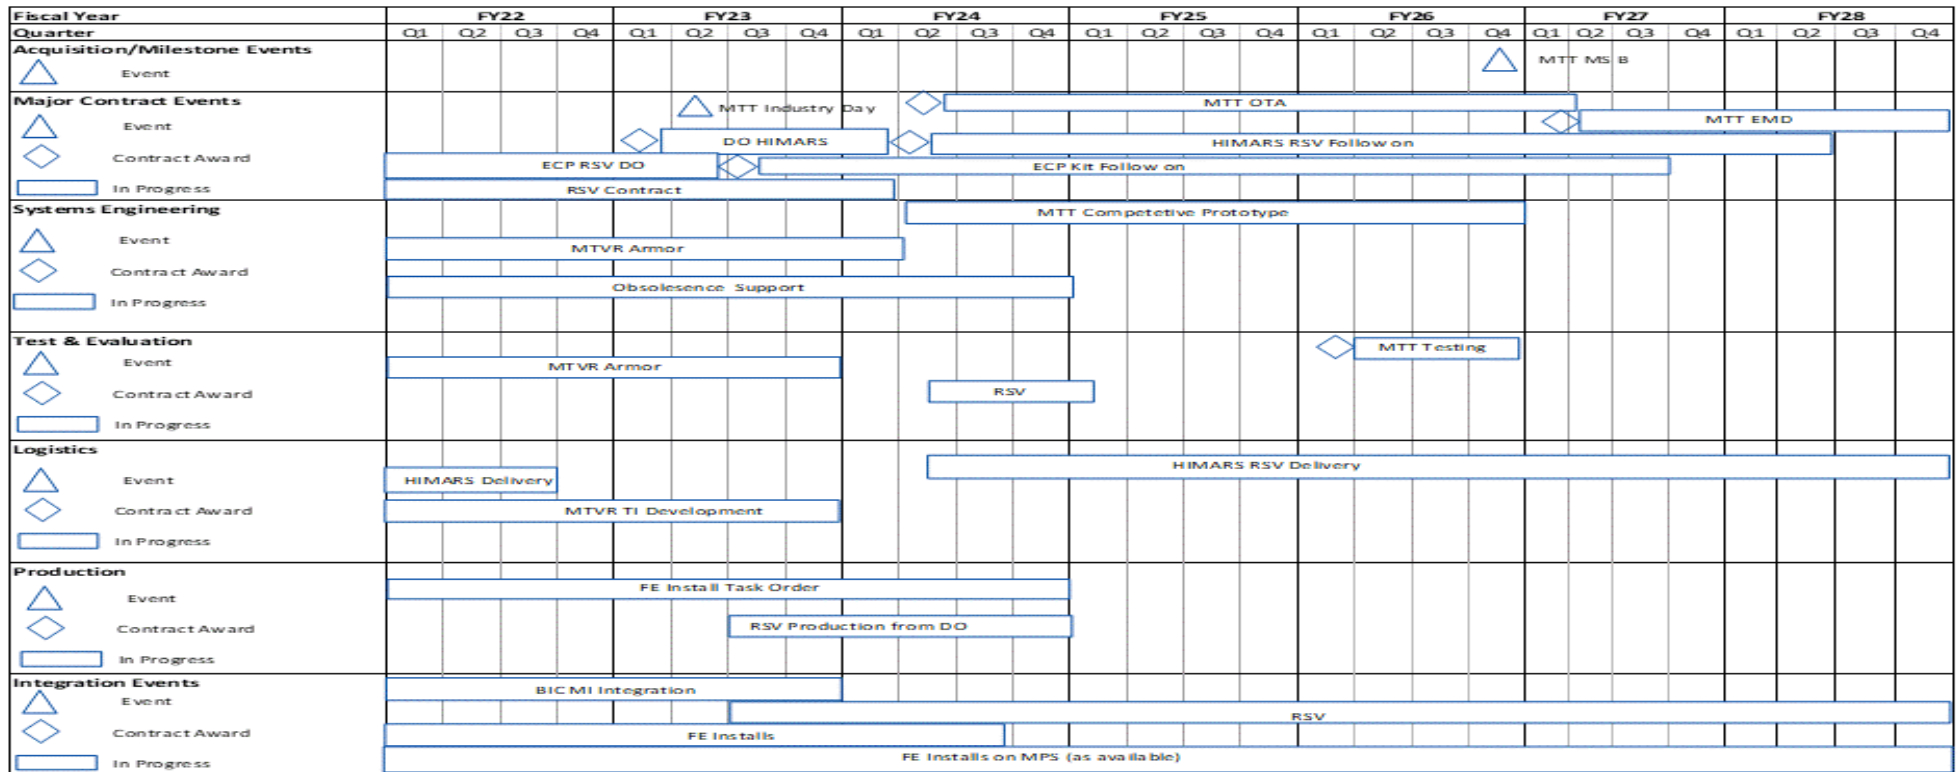 Fiscal Year FY22 FY23 FY24 FY25 FY26 FY27 FY28
Quarter Q1 Q2 Q3 Q4 Q1 Q2 Q3 Q4 Q1 Q2 Q3 Q4 Q1 Q2 Q3 Q4 Q1 Q2 Q3 Q4 Q1 Q2 Q3 Q4 Q1 Q2 Q3 Q4
Acquisition/Milestone Events
Event
MTT MS B
Major Contract Events
Event
Contract Award
In Progress
MTT Industry Day
MTT OTA
MTT EMD
DO HIMARS
HIMARS RSV Follow on
ECP RSV DO
ECP Kit Follow on
RSV Contract
Systems Engineering
Event
Contract Award
In Progress
MTT Competetive Prototype
MTVR Armor
Obsolesence Support
Test & Evaluation
Event
Contract Award
In Progress
MTT Testing
MTVR Armor
RSV
Logistics
Event
Contract Award
In Progress
HIMARS RSV Delivery
HIMARS Delivery
MTVR TI Development
Production
Event
Contract Award
In Progress
FE Install Task Order
RSV Production from DO
Integration Events
Event
Contract Award
In Progress
BIC MI Integration
RSV
FE Installs
FE Installs on MPS (as available)